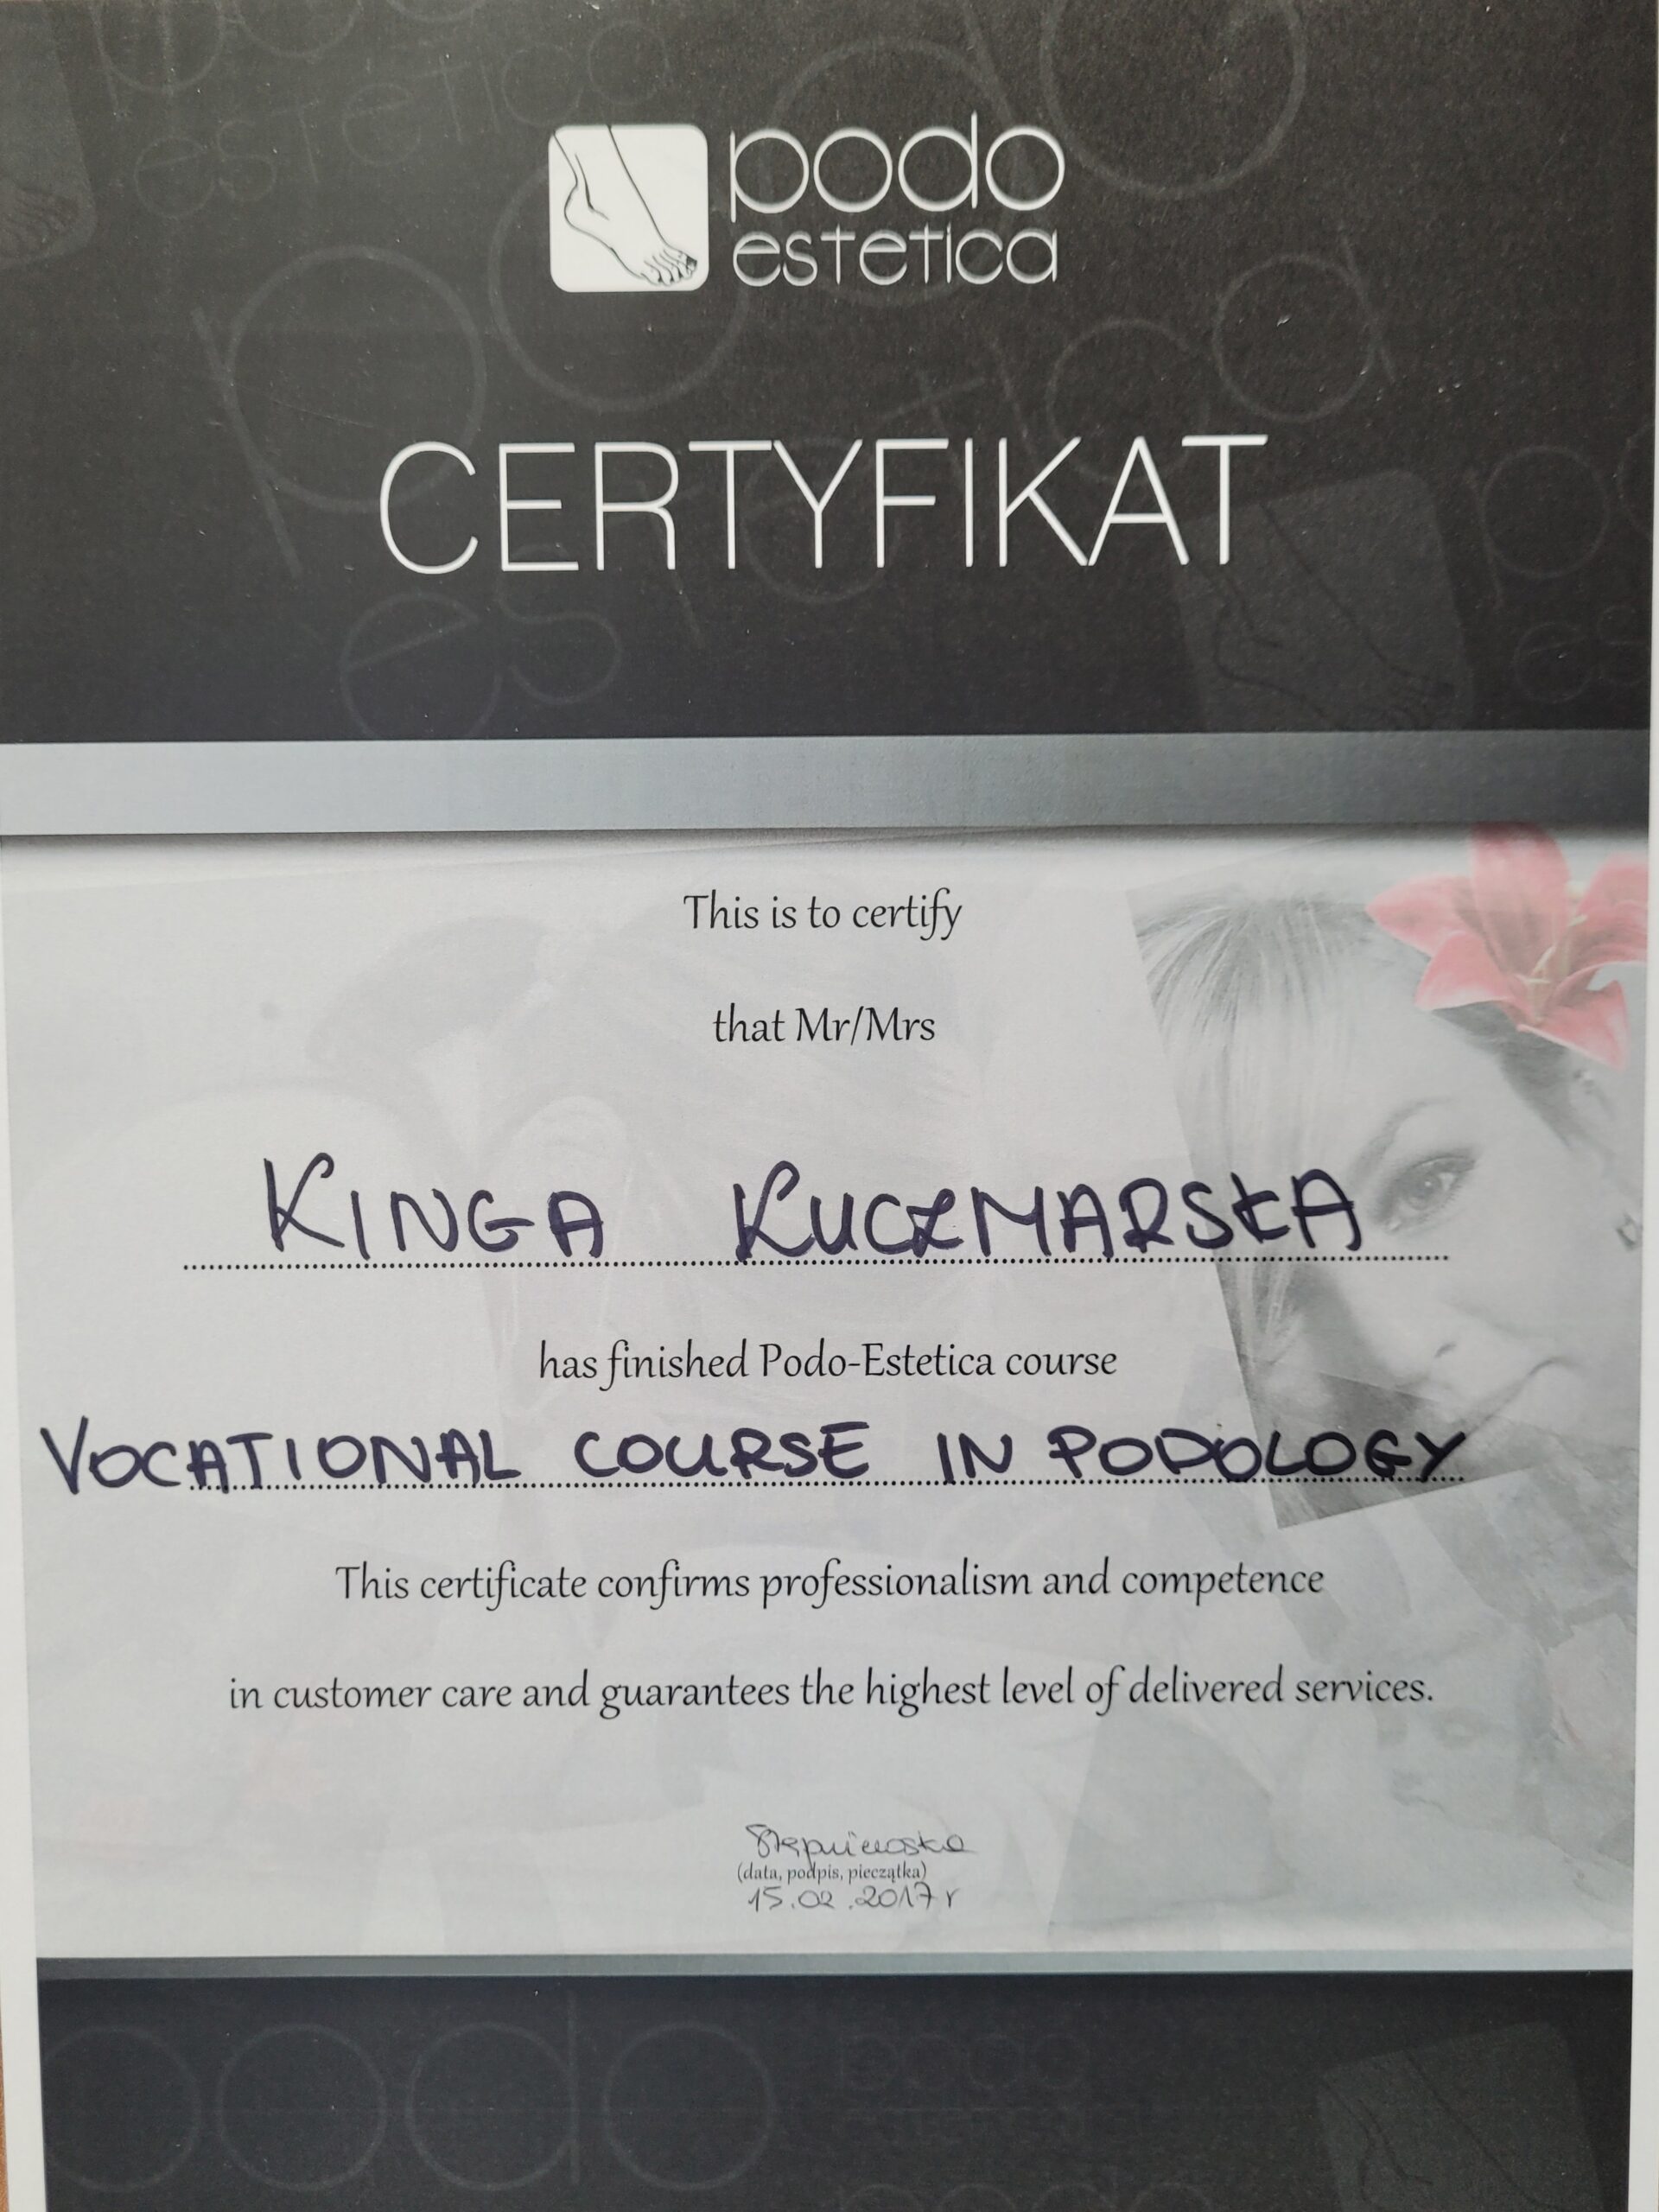 podo
estetica
CERTYFIKAT
This is to certify
that Mr/Mrs
KINGA KUCZMARSKA
has finished Podo-Estetica course
VOCATIONAL COURSE IN PODOLOGY
This certificate confirms professionalism and competence
in customer care and guarantees the highest level of delivered services.
(data, podpis, pieczątka)
15.02.2017 r